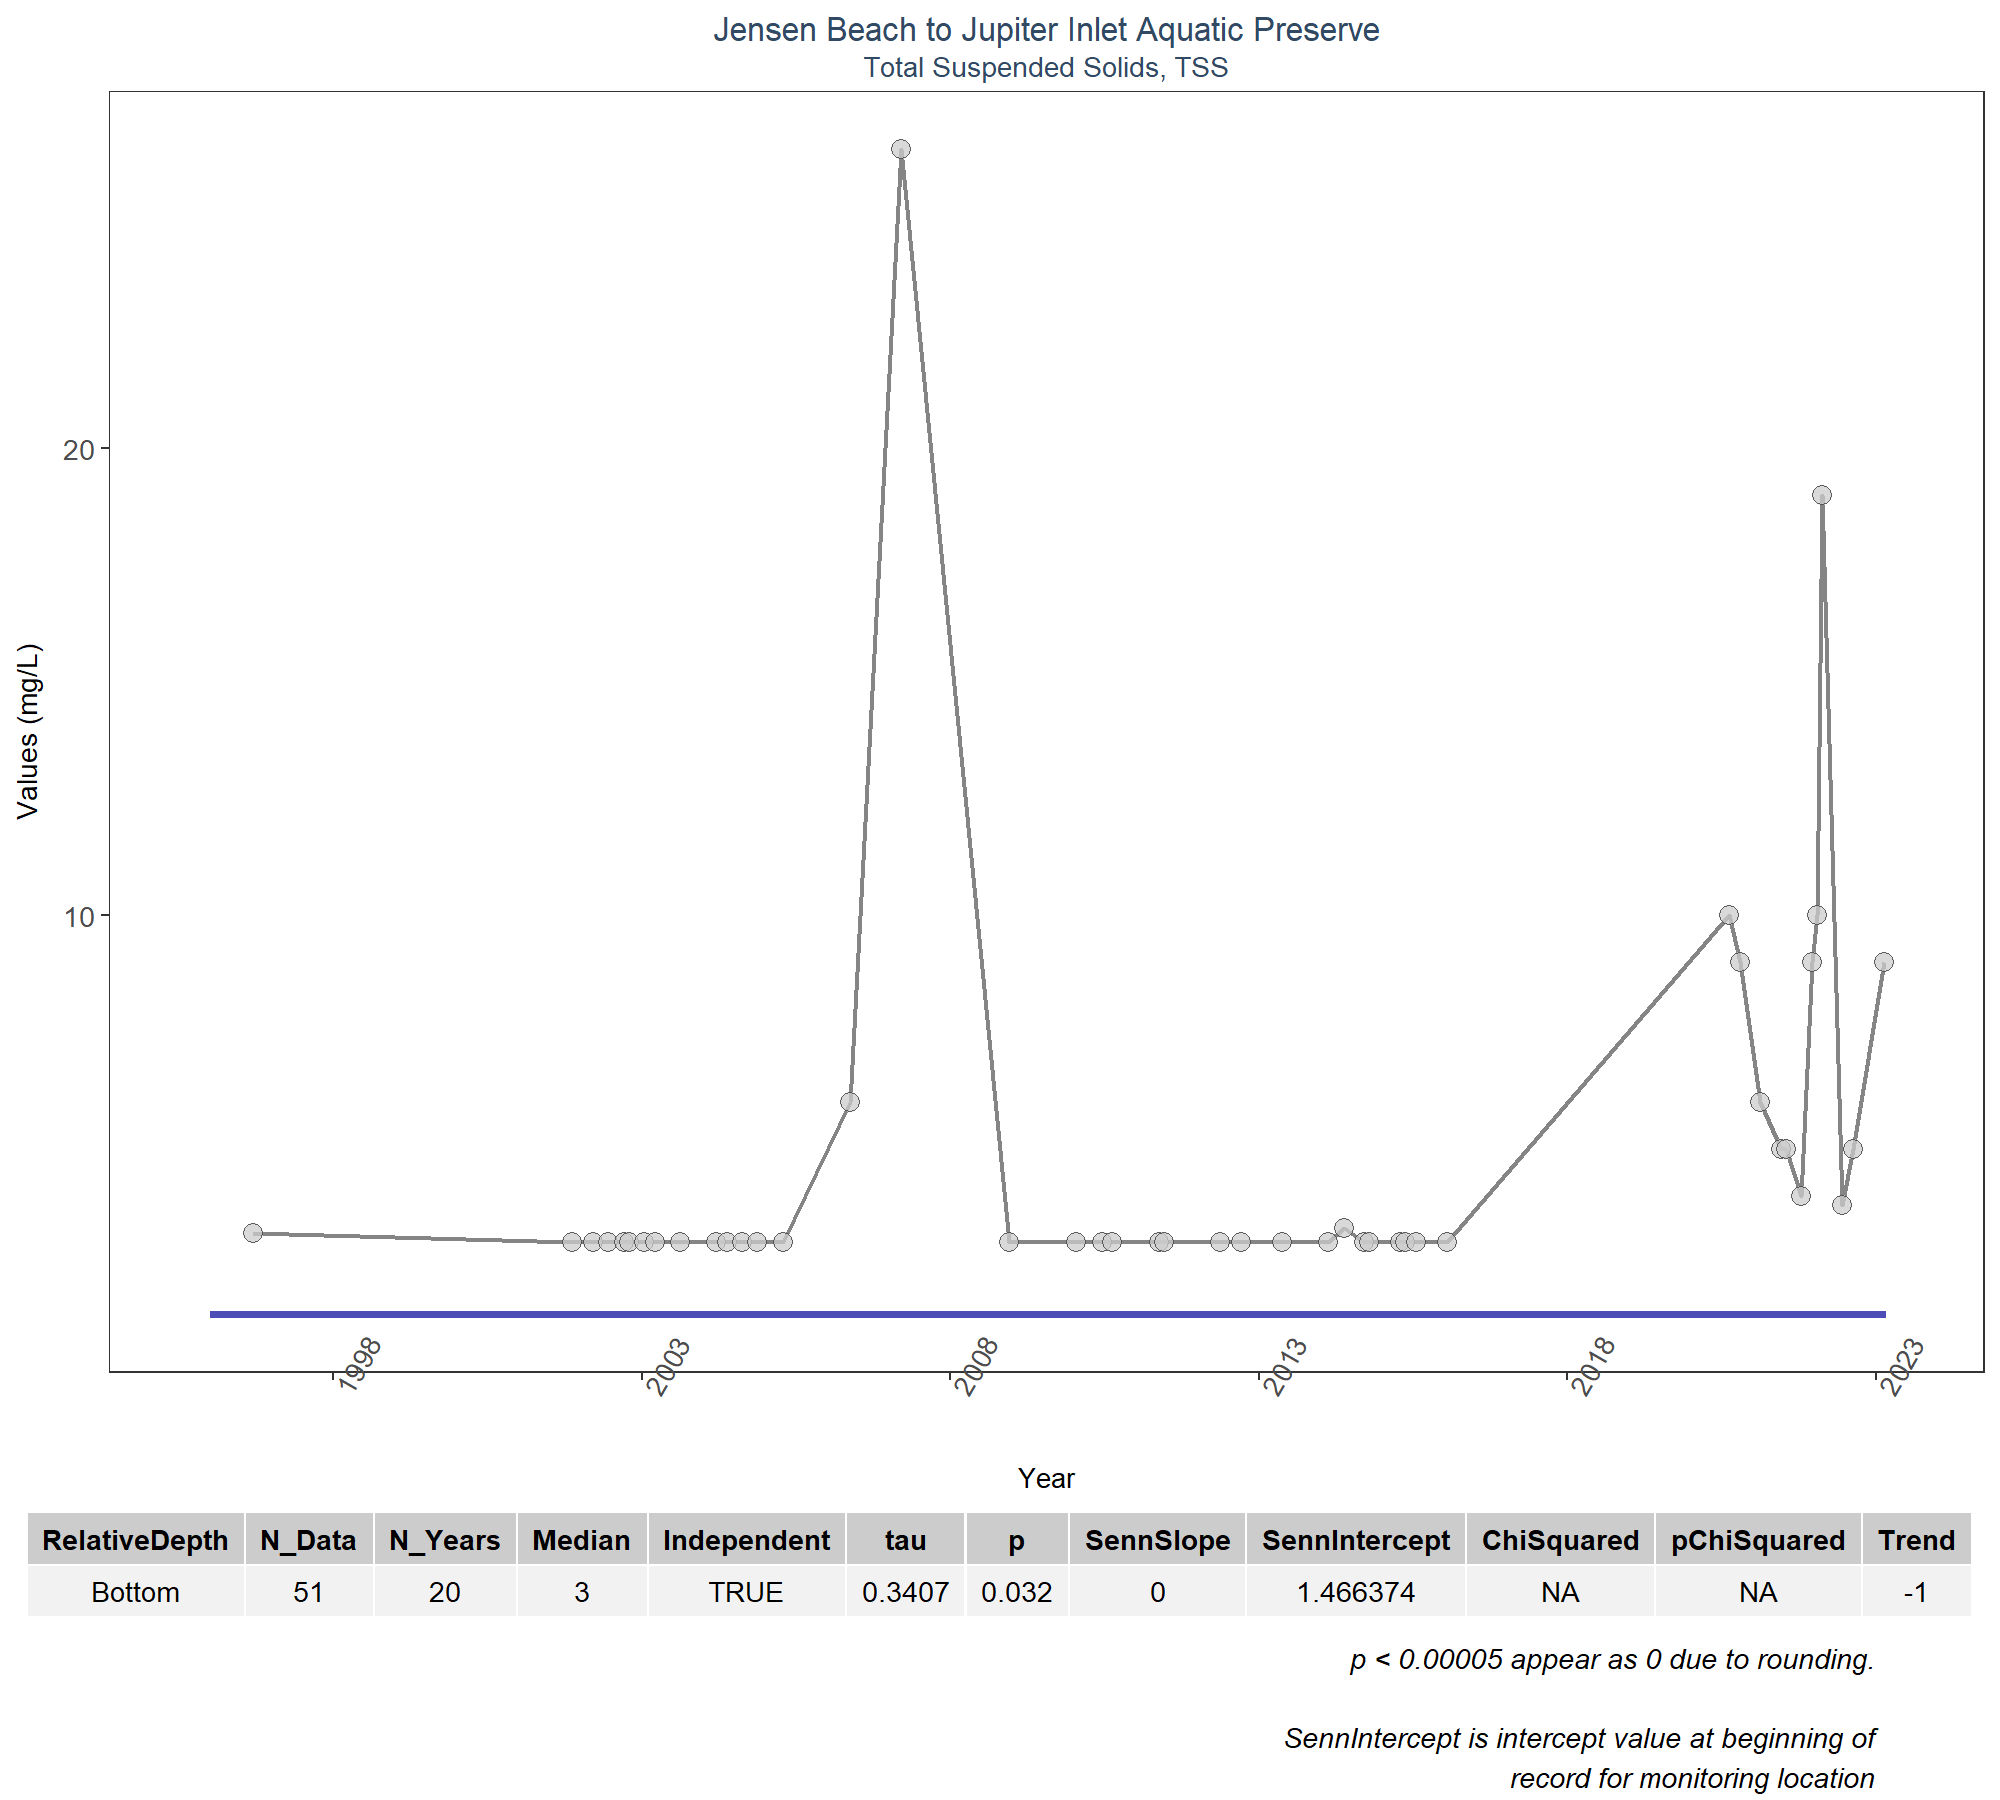 Jensen Beach to Jupiter Inlet Aquatic Preserve
Total Suspended Solids, TSS
20
10
Values (mg/L)
1998
2003
2008
2013
2018
2023
Year
RelativeDepth N_Data N_Years Median Independent tau p SennSlope SennIntercept ChiSquared pChiSquared Trend
Bottom 51 20 3 TRUE 0.3407 0.032 0 1.466374 NA NA -1
p < 0.00005 appear as 0 due to rounding.
SennIntercept is intercept value at beginning of
record for monitoring location